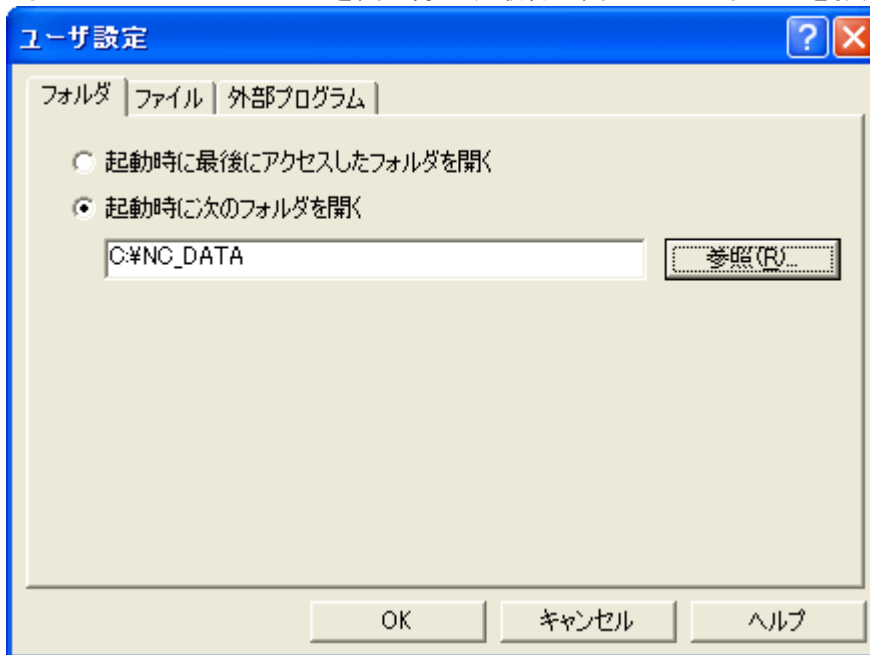 ユーザ設定
フォルダ ファイル 外部プログラム
起動時に最後にアクセスしたフォルダを開く
起動時に次のフォルダを開く
C:¥NC_DATA 参照(R)...
OK キャンセル ヘルプ